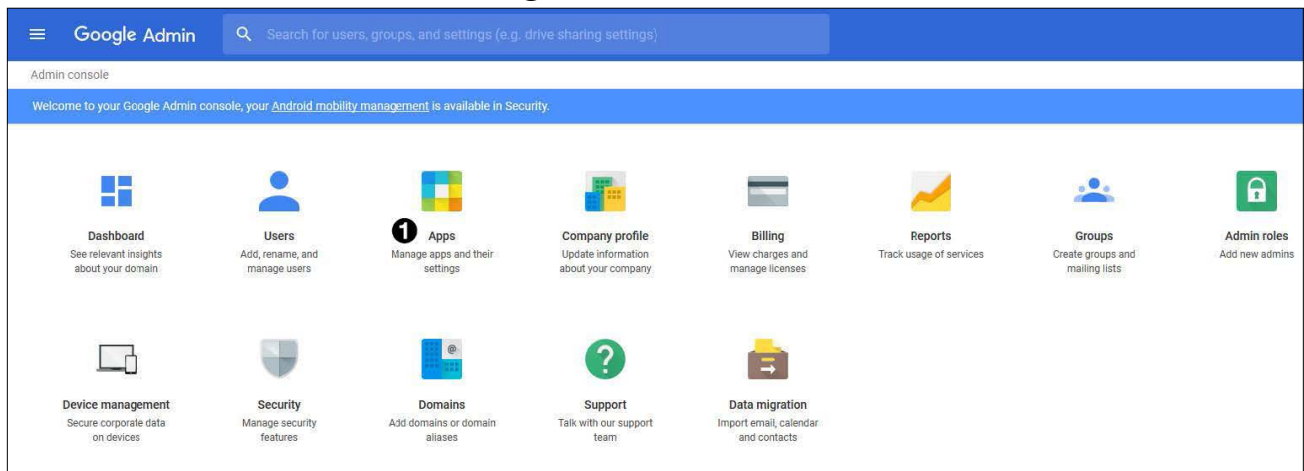 Google Admin
Search for users, groups, and settings (e.g. drive sharing settings)
Admin console
Welcome to your Google Admin console, your Android mobility management is available in Security.
Dashboard
See relevant insights
about your domain
Users
Add, rename, and
manage users
1
Apps
Manage apps and their
settings
Company profile
Update information
about your company
Billing
View charges and
manage licenses
Reports
Track usage of services
Groups
Create groups and
mailing lists
Admin roles
Add new admins
Device management
Secure corporate data
on devices
Security
Manage security
features
@
Domains
Add domains or domain
aliases
?
Support
Talk with our support
team
Data migration
Import email, calendar
and contacts